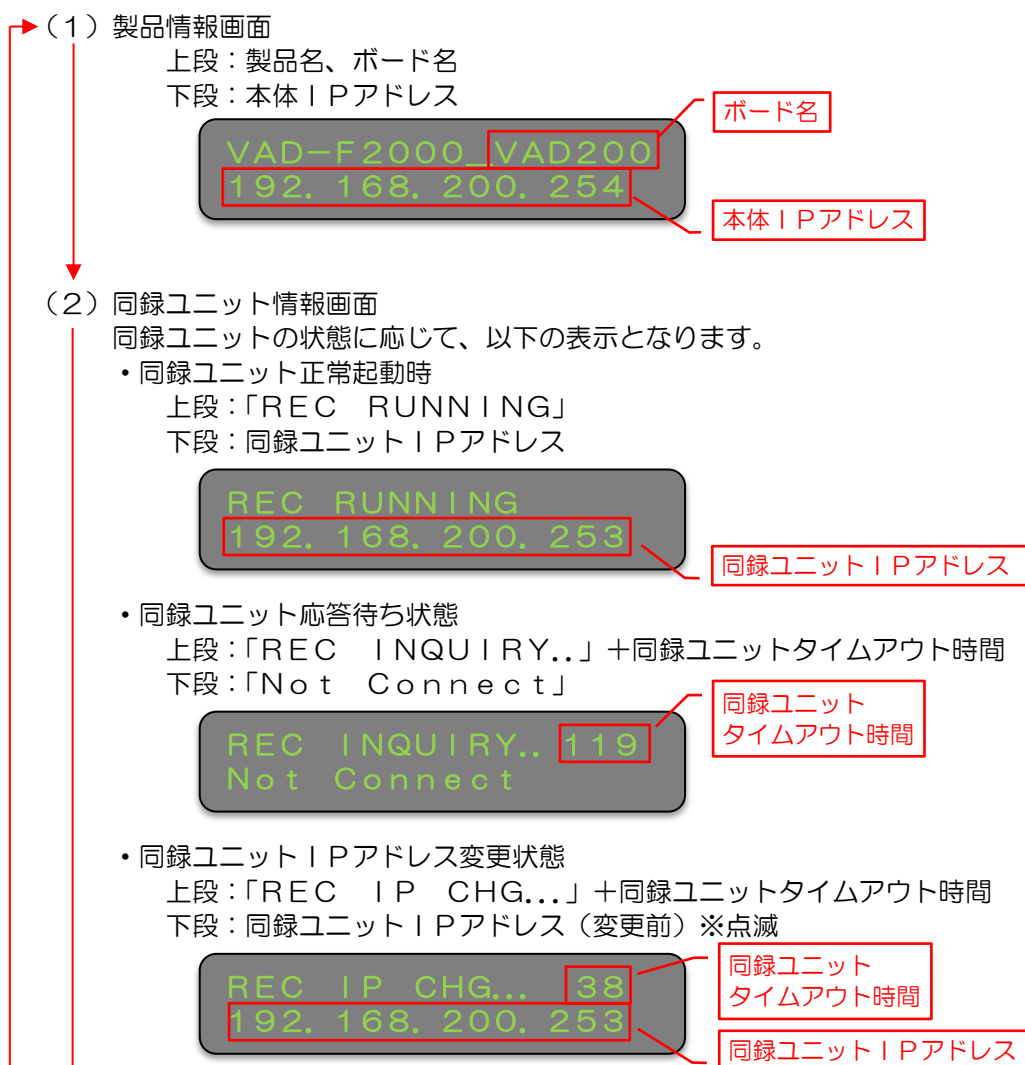 （１）製品情報画面
上段：製品名、ボード名
下段：本体ＩＰアドレス
ボード名
ＶＡＤ－Ｆ２０００＿ＶＡＤ２００
１９２．１６８．２００．２５４
本体ＩＰアドレス
（２）同録ユニット情報画面
同録ユニットの状態に応じて、以下の表示となります。
・同録ユニット正常起動時
上段：「ＲＥＣ　ＲＵＮＮＩＮＧ」
下段：同録ユニットＩＰアドレス
ＲＥＣ　ＲＵＮＮＩＮＧ
１９２．１６８．２００．２５３
同録ユニットＩＰアドレス
・同録ユニット応答待ち状態
上段：「ＲＥＣ　ＩＮＱＵＩＲＹ‥」＋同録ユニットタイムアウト時間
下段：「Ｎｏｔ　Ｃｏｎｎｅｃｔ」
同録ユニット
タイムアウト時間
ＲＥＣ　ＩＮＱＵＩＲＹ‥１１９
Ｎｏｔ　Ｃｏｎｎｅｃｔ
・同録ユニットＩＰアドレス変更状態
上段：「ＲＥＣ　ＩＰ　ＣＨＧ…」＋同録ユニットタイムアウト時間
下段：同録ユニットＩＰアドレス（変更前）※点滅
同録ユニット
タイムアウト時間
ＲＥＣ　ＩＰ　ＣＨＧ…　３８
１９２．１６８．２００．２５３
同録ユニットＩＰアドレス